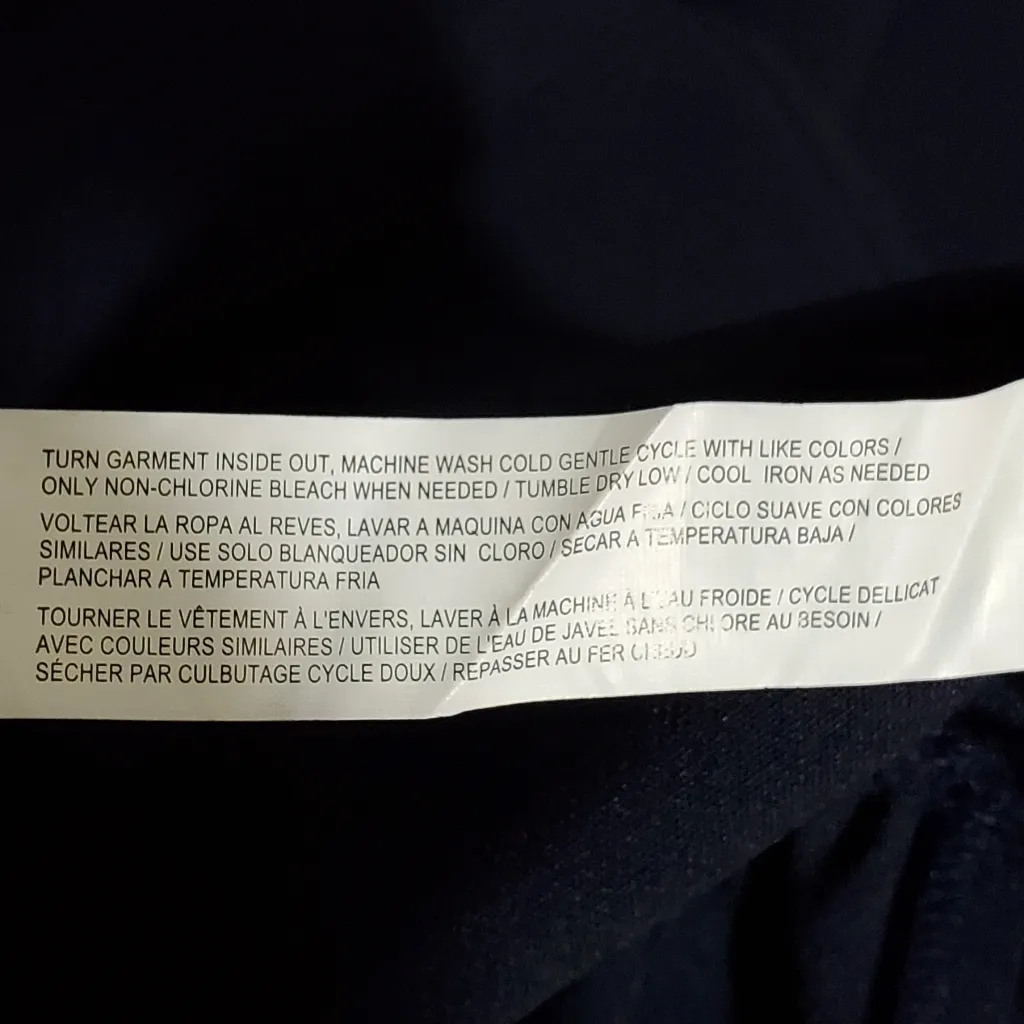 TURN GARMENT INSIDE OUT, MACHINE WASH COLD GENTLE CYCLE WITH LIKE COLORS /
ONLY NON-CHLORINE BLEACH WHEN NEEDED / TUMBLE DRY LOW / COOL IRON AS NEEDED
VOLTEAR LA ROPA AL REVES, LAVAR A MAQUINA CON AGUA / CICLO SUAVE CON COLORES
SIMILARES / USE SOLO BLANQUEADOR SIN CLORO / SECAR A TEMPERATURA BAJA /
PLANCHAR A TEMPERATURA FRIA
TOURNER LE VÊTEMENT À L'ENVERS, LAVER À LA MACHINE À L'EAU FROIDE / CYCLE DELLICAT
AVEC COULEURS SIMILAIRES / UTILISER DE L'EAU DE JAVEL SANS CHLORE AU BESOIN /
SÉCHER PAR CULBUTAGE CYCLE DOUX / REPASSER AU FER